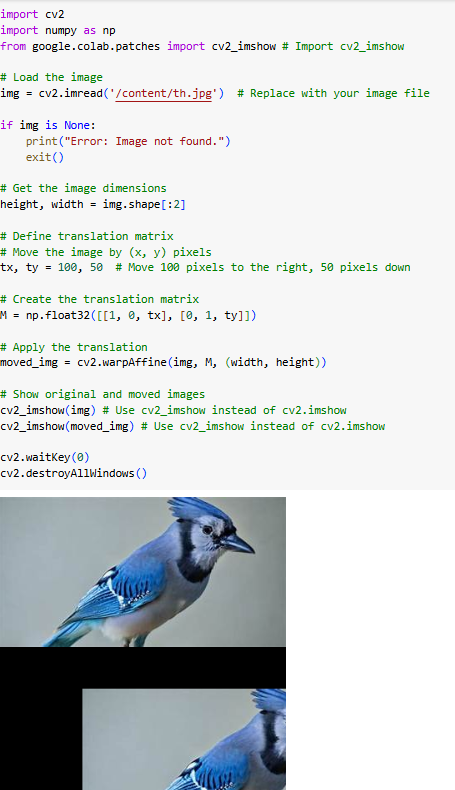 import cv2
import numpy as np
from google.colab.patches import cv2_imshow # Import cv2_imshow
# Load the image
img = cv2.imread('/content/th.jpg')  # Replace with your image file
if img is None:
    print("Error: Image not found.")
    exit()
# Get the image dimensions
height, width = img.shape[:2]
# Define translation matrix
# Move the image by (x, y) pixels
tx, ty = 100, 50  # Move 100 pixels to the right, 50 pixels down
# Create the translation matrix
M = np.float32([[1, 0, tx], [0, 1, ty]])
# Apply the translation
moved_img = cv2.warpAffine(img, M, (width, height))
# Show original and moved images
cv2_imshow(img) # Use cv2_imshow instead of cv2.imshow
cv2_imshow(moved_img) # Use cv2_imshow instead of cv2.imshow
cv2.waitKey(0)
cv2.destroyAllWindows()